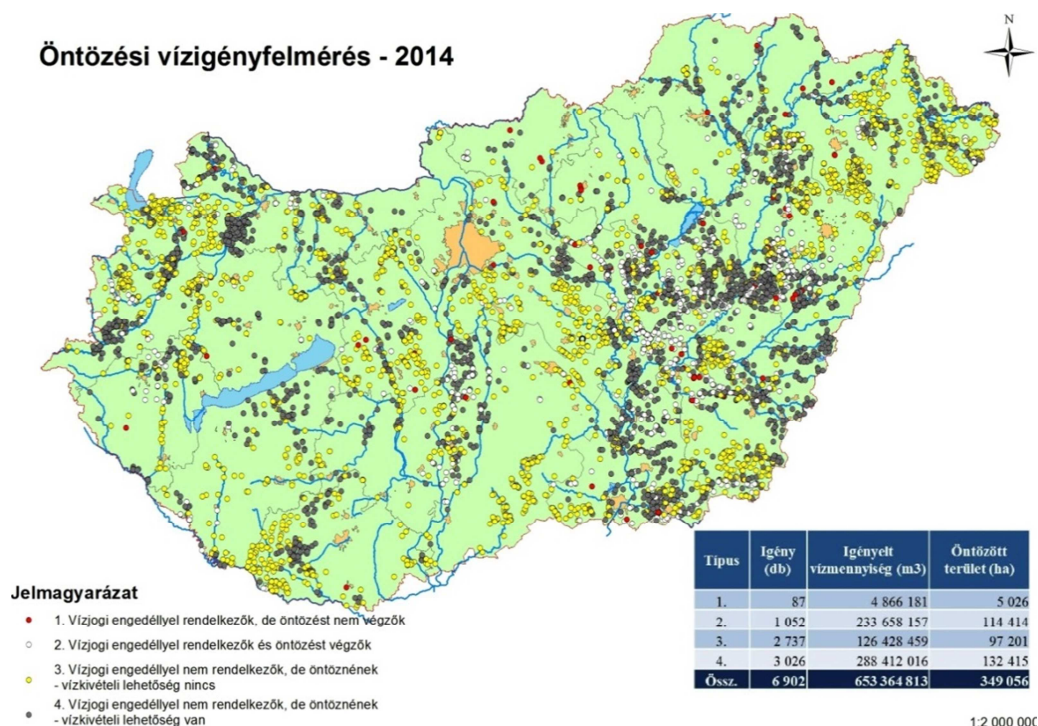 Öntözési vízigényfelmérés - 2014
N
Jelmagyarázat
1. Vízjogi engedéllyel rendelkezők, de öntözést nem végzők
2. Vízjogi engedéllyel rendelkezők és öntözést végzők
3. Vízjogi engedéllyel nem rendelkezők, de öntöznének
- vízkivételi lehetőség nincs
4. Vízjogi engedéllyel nem rendelkezők, de öntöznének
- vízkivételi lehetőség van
Típus Igény (db) Igényelt vízmennyiség (m3) Öntözött terület (ha)
1. 87 4 866 181 5 026
2. 1 052 233 658 157 114 414
3. 2 737 126 428 459 97 201
4. 3 026 288 412 016 132 415
Össz. 6 902 653 364 813 349 056
1:2 000 000